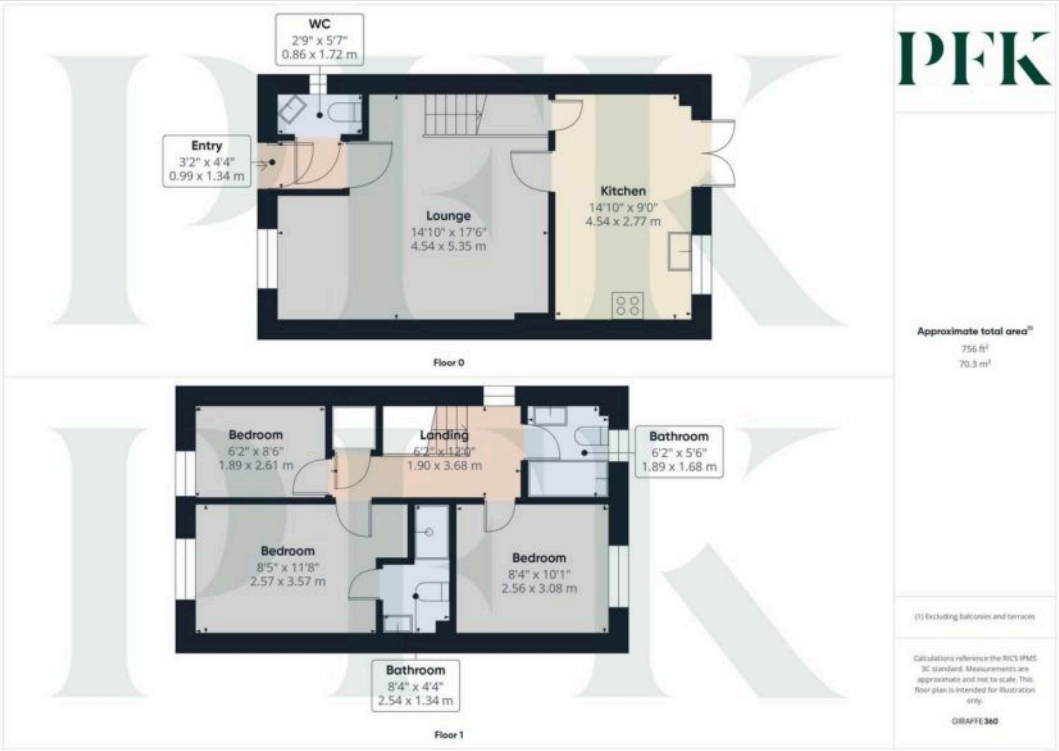 WC
2'9" x 5'7"
0.86 x 1.72 m
Entry
3'2" x 4'4"
0.99 x 1.34 m
Lounge
14'10" x 17'6"
4.54 x 5.35 m
Kitchen
14'10" x 9'0"
4.54 x 2.77 m
Floor 0
Bedroom
6'2" x 8'6"
1.89 x 2.61 m
Landing
6'2" x 12'0"
1.90 x 3.68 m
Bathroom
6'2" x 5'6"
1.89 x 1.68 m
Bedroom
8'5" x 11'8"
2.57 x 3.57 m
Bedroom
8'4" x 10'1"
2.56 x 3.08 m
Bathroom
8'4" x 4'4"
2.54 x 1.34 m
Floor 1
PFK
PFK
PFK
Approximate total area(1)
756 ft²
70.3 m²
(1) Excluding balconies and terraces
Calculations reference the RICS IPMS
3C standard. Measurements are
approximate and not to scale. This
floor plan is intended for illustration
only.
GIRAFFE360